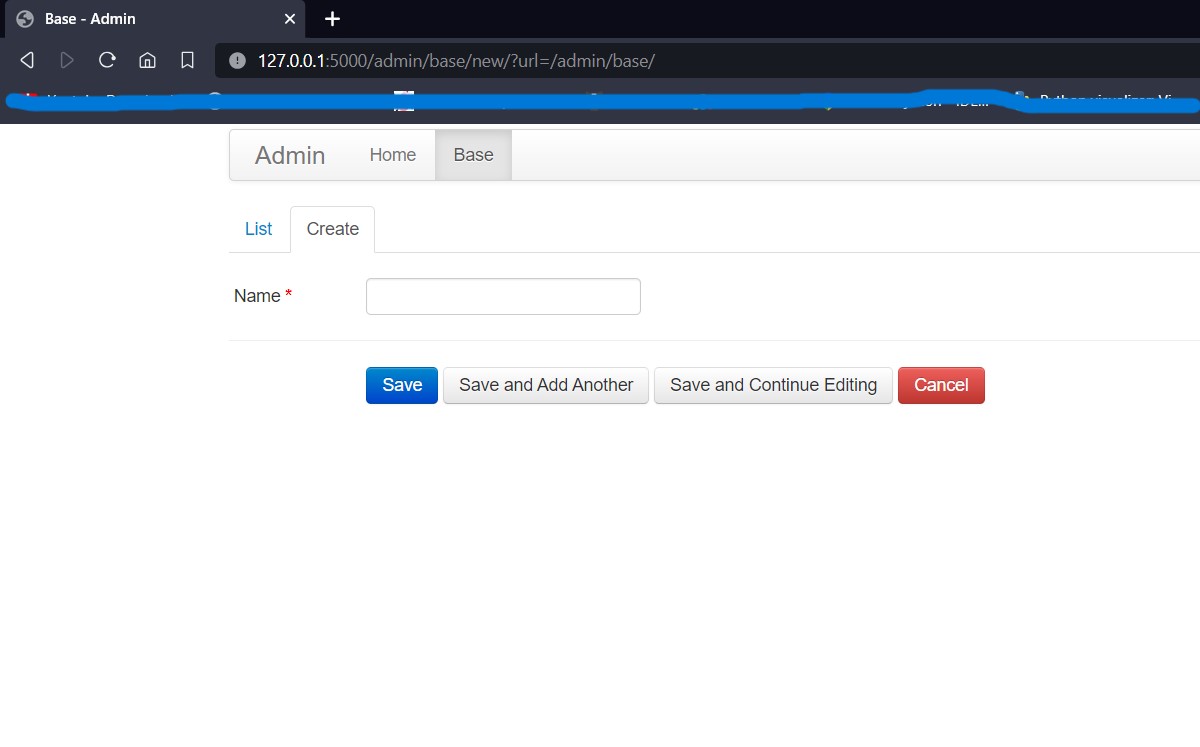 Base - Admin
127.0.0.1:5000/admin/base/new/?url=/admin/base/
Admin Home Base
List Create
Name *
Save Save and Add Another Save and Continue Editing Cancel